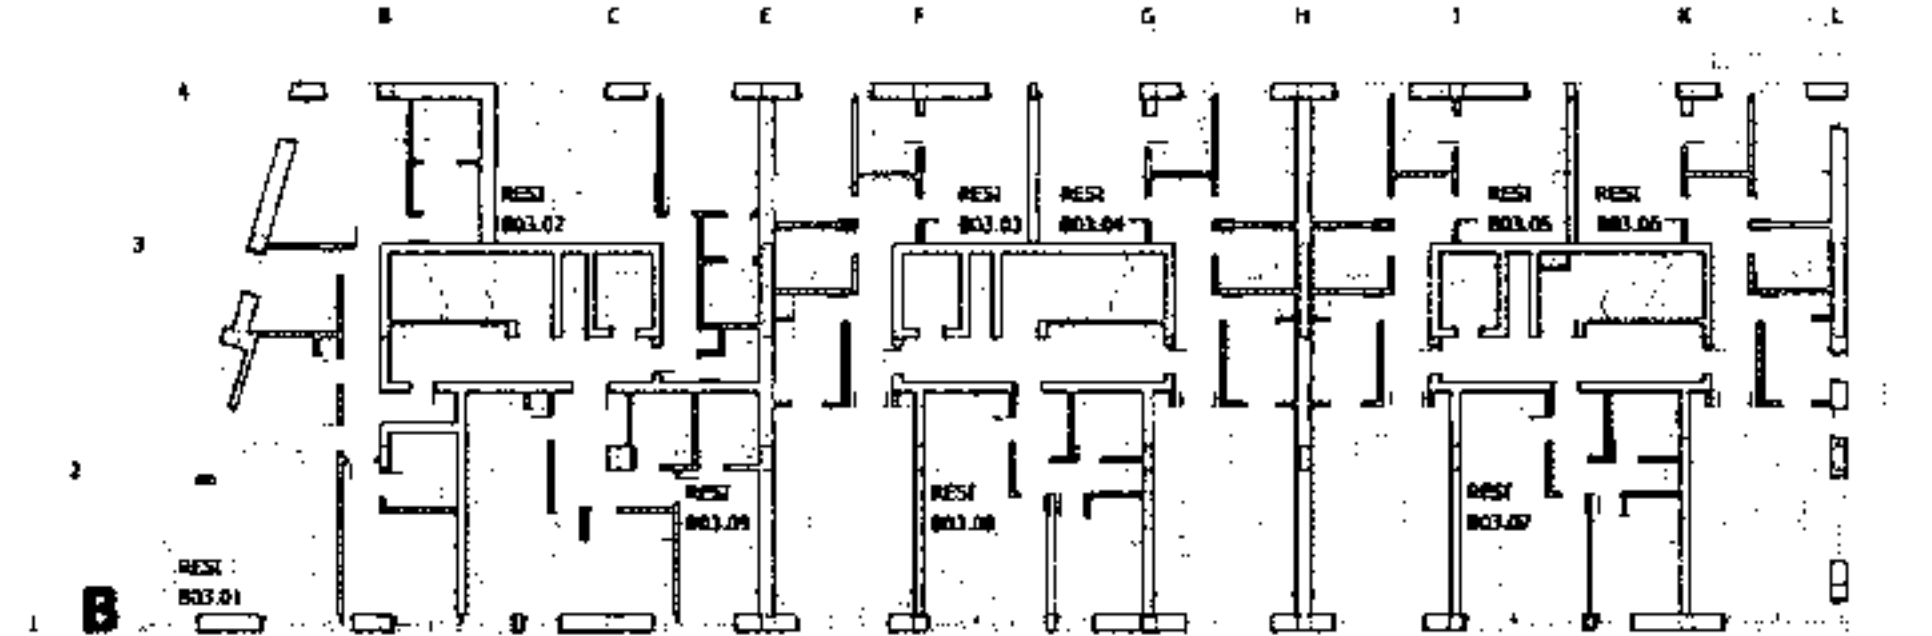 B C E F G H J K L
4
RESI
B03.02
RESI
B03.03
RESI
B03.04
RESI
B03.05
RESI
B03.06
3
2
RESI
B03.09
RESI
B03.08
RESI
B03.07
RESI
B03.01
B
1